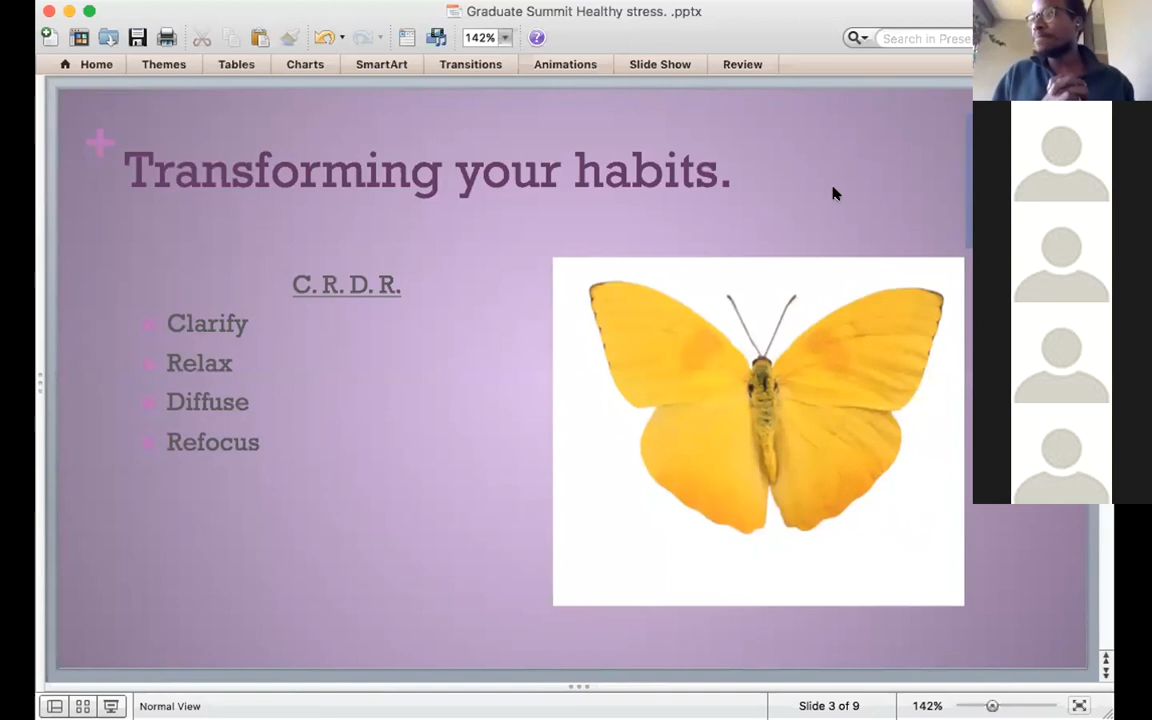 Graduate Summit Healthy stress. .pptx
142%
Search in Prese
Home Themes Tables Charts SmartArt Transitions Animations Slide Show Review
Transforming your habits.
C. R. D. R.
Clarify
Relax
Diffuse
Refocus
Normal View Slide 3 of 9 142%